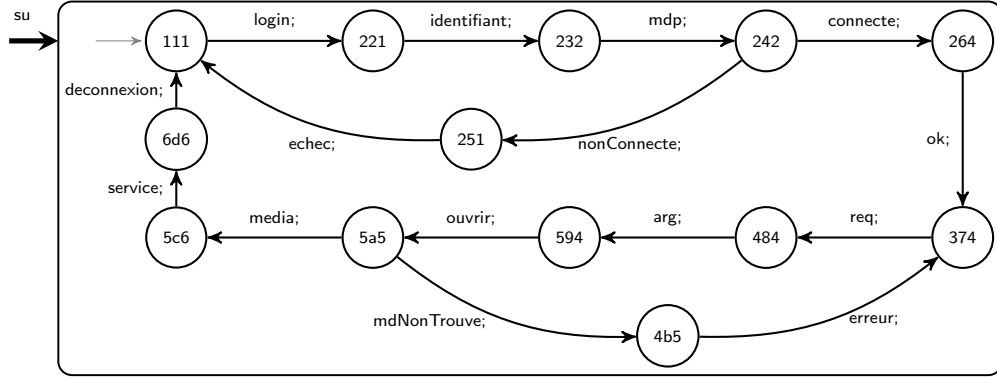 su
login; identifiant; mdp; connecte;
111 221 232 242 264
deconnexion;
6d6 251 echec; nonConnecte; ok;
service;
media; ouvrir; arg; req;
5c6 5a5 594 484 374
mdNonTrouve; erreur;
4b5